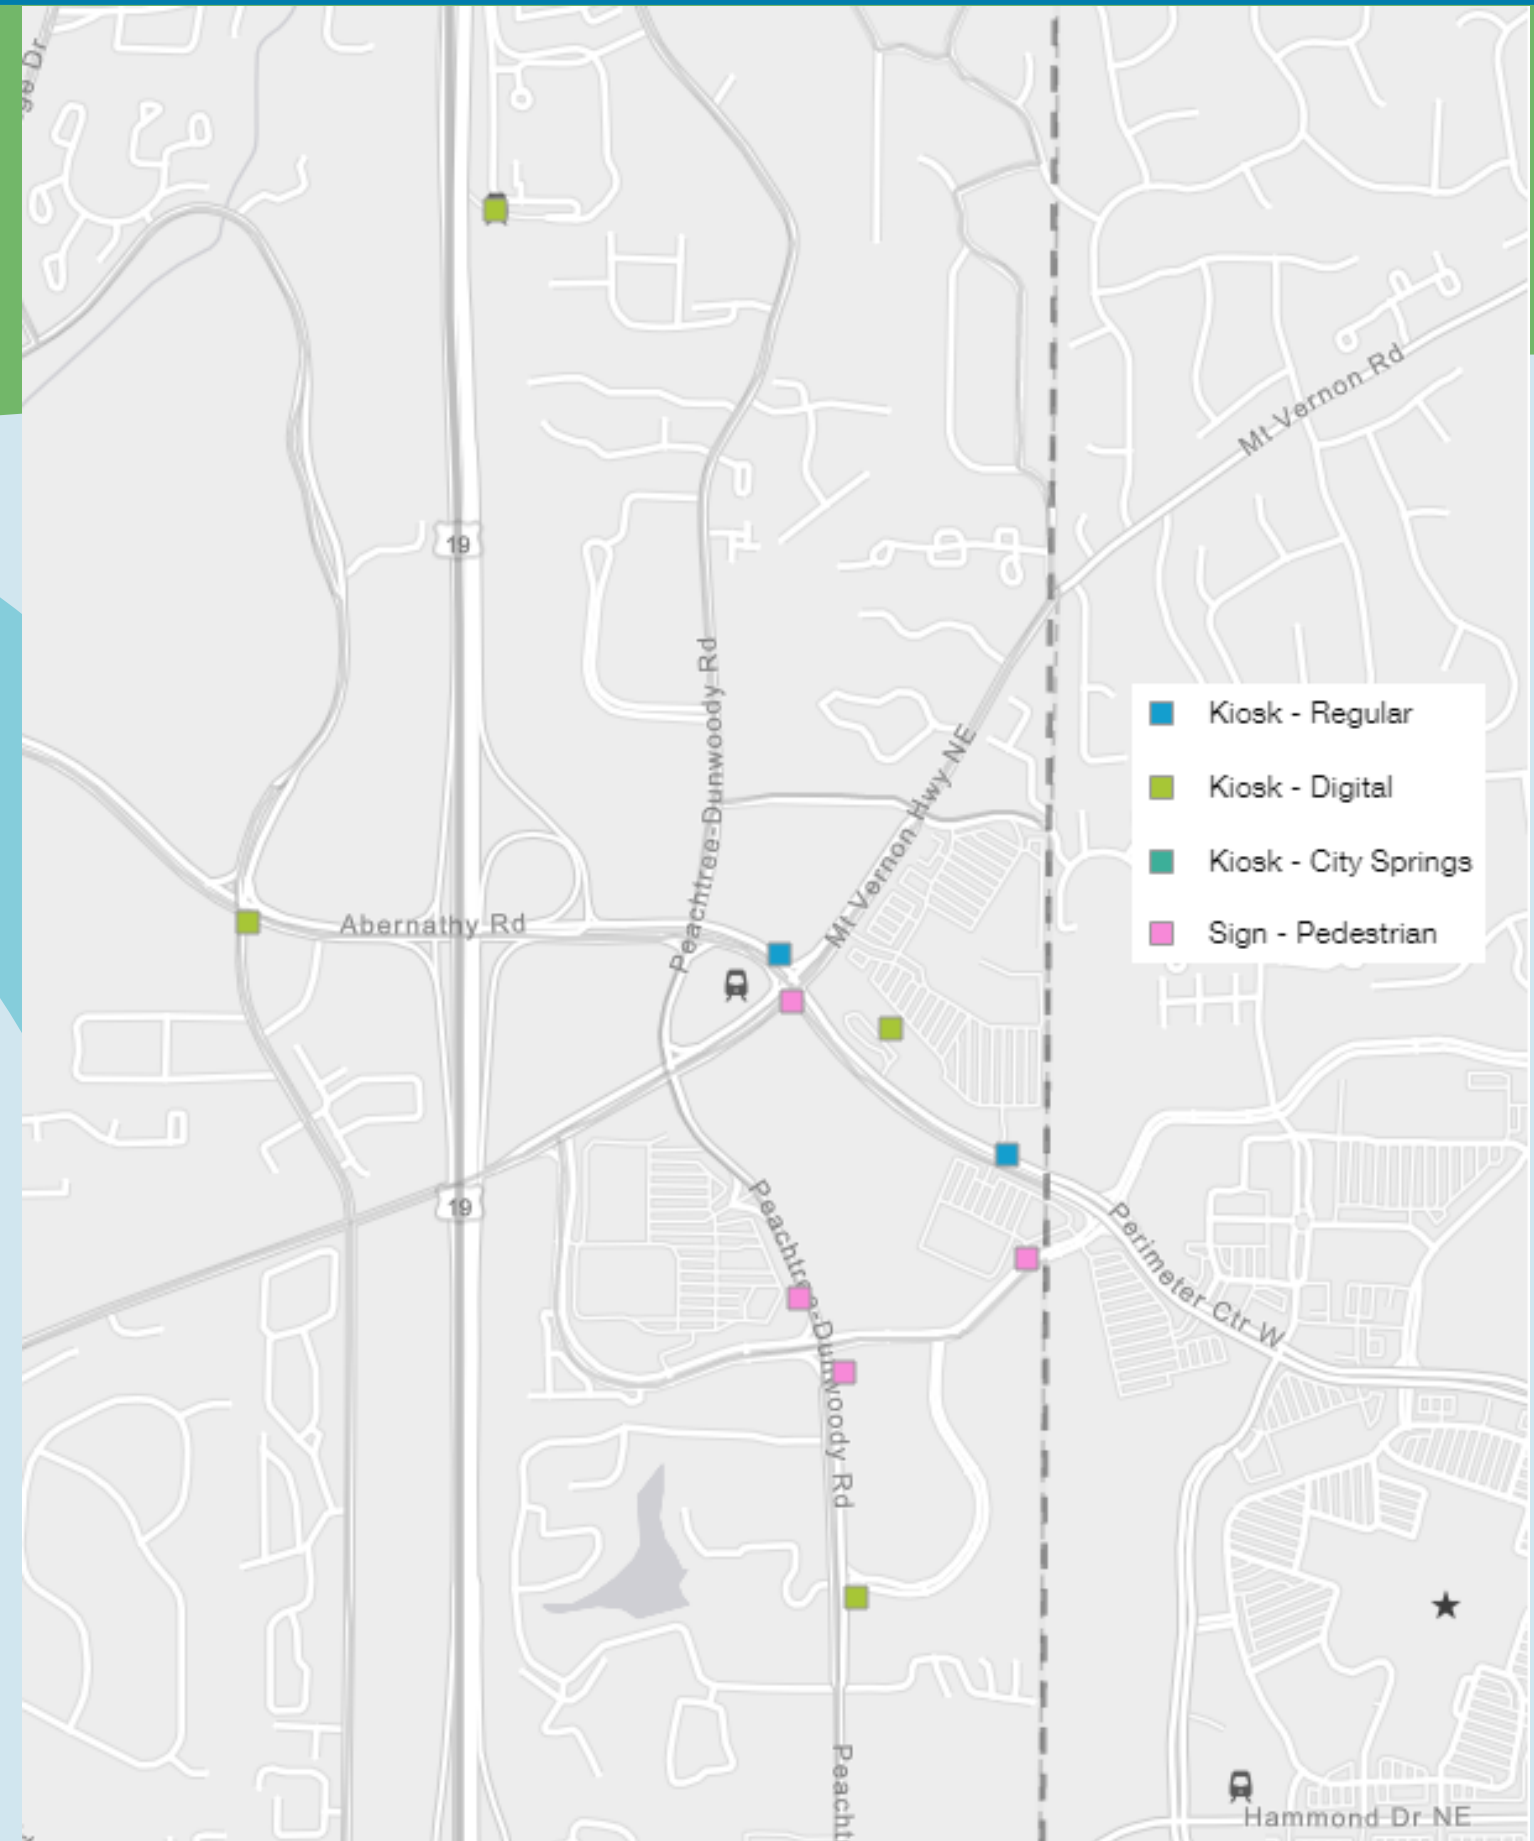 19
Mt Vernon Rd
Peachtree-Dunwoody Rd
Mt Vernon Hwy NE
Kiosk - Regular
Kiosk - Digital
Kiosk - City Springs
Sign - Pedestrian
Abernathy Rd
19
Peachtree-Dunwoody Rd
Perimeter Ctr W
Peacht
Hammond Dr NE